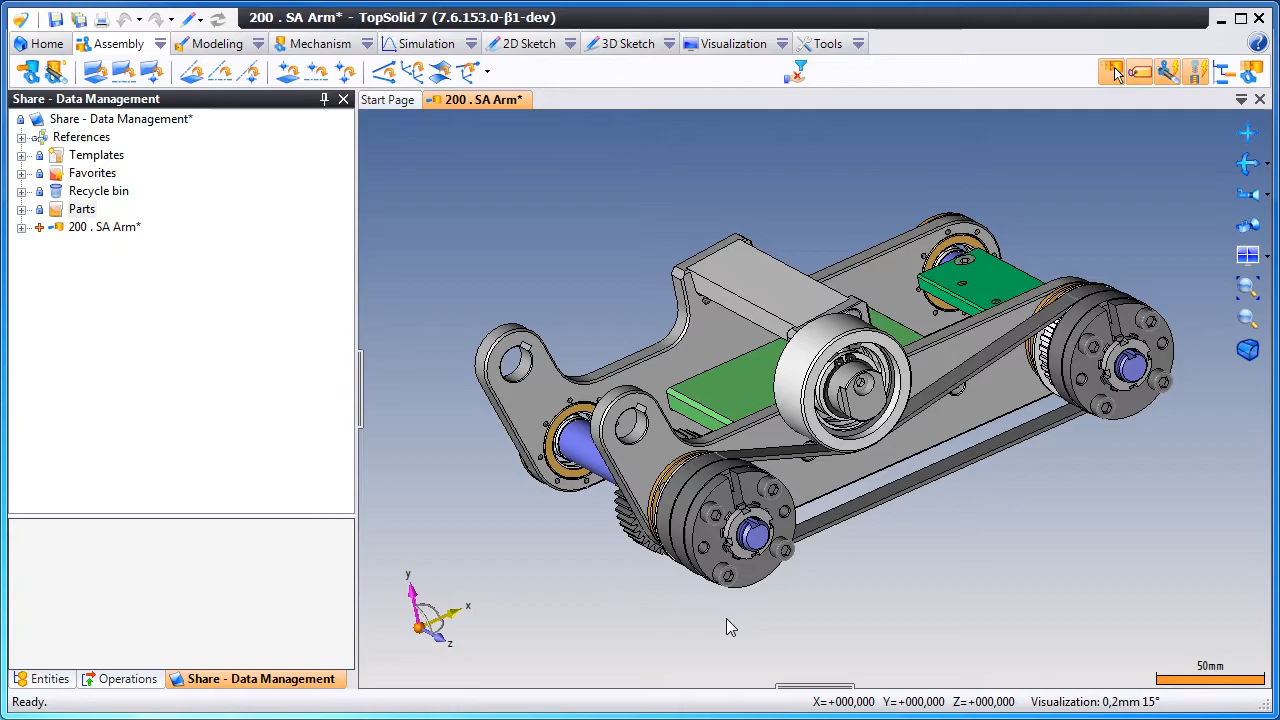 200 . SA Arm* - TopSolid 7 (7.6.153.0-β1-dev)
Home Assembly Modeling Mechanism Simulation 2D Sketch 3D Sketch Visualization Tools
Share - Data Management
Start Page 200 . SA Arm*
Share - Data Management*
References
Templates
Favorites
Recycle bin
Parts
200 . SA Arm*
y
x
z
50mm
Entities Operations Share - Data Management
Ready. X=+000,000 Y=+000,000 Z=+000,000 Visualization: 0,2mm 15°